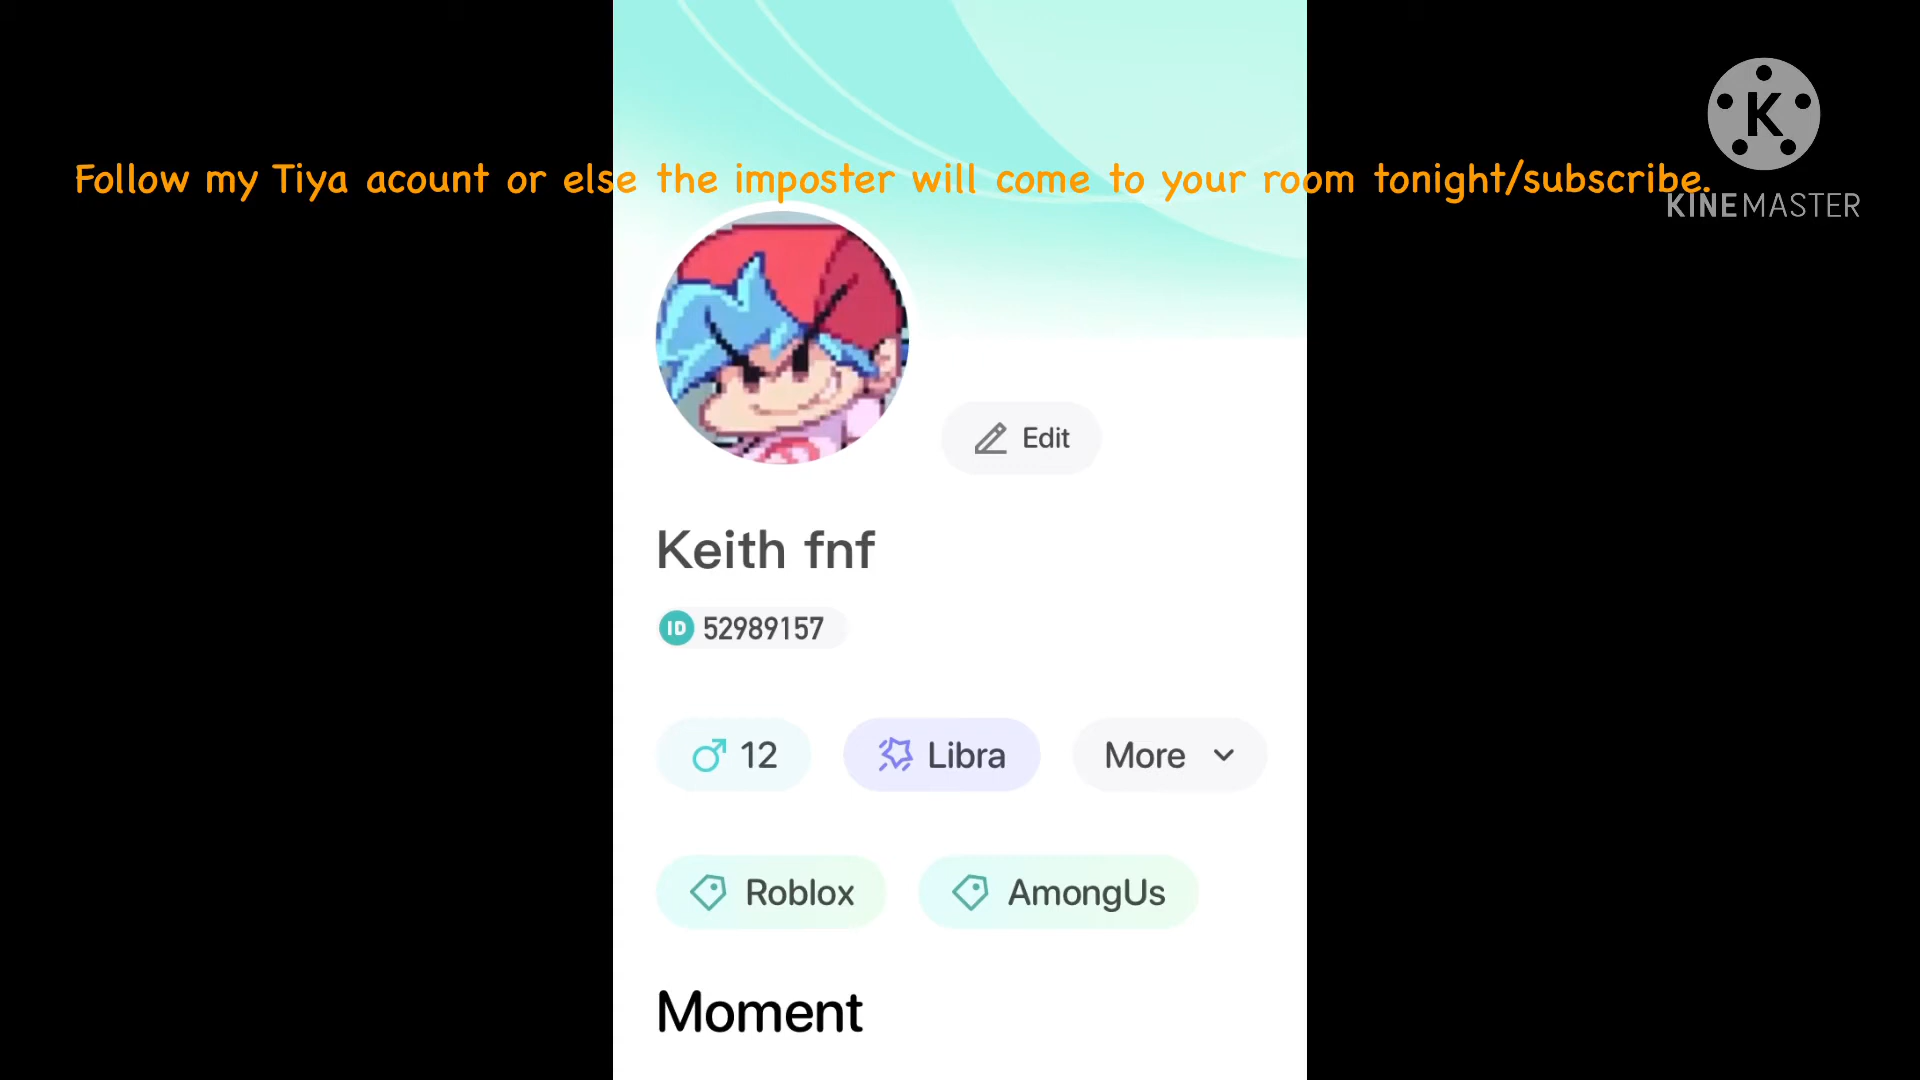 K
Follow my Tiya acount or else the imposter will come to your room tonight/subscribe.
KINEMASTER
Edit
Keith fnf
ID 52989157
12 Libra More
Roblox AmongUs
Moment